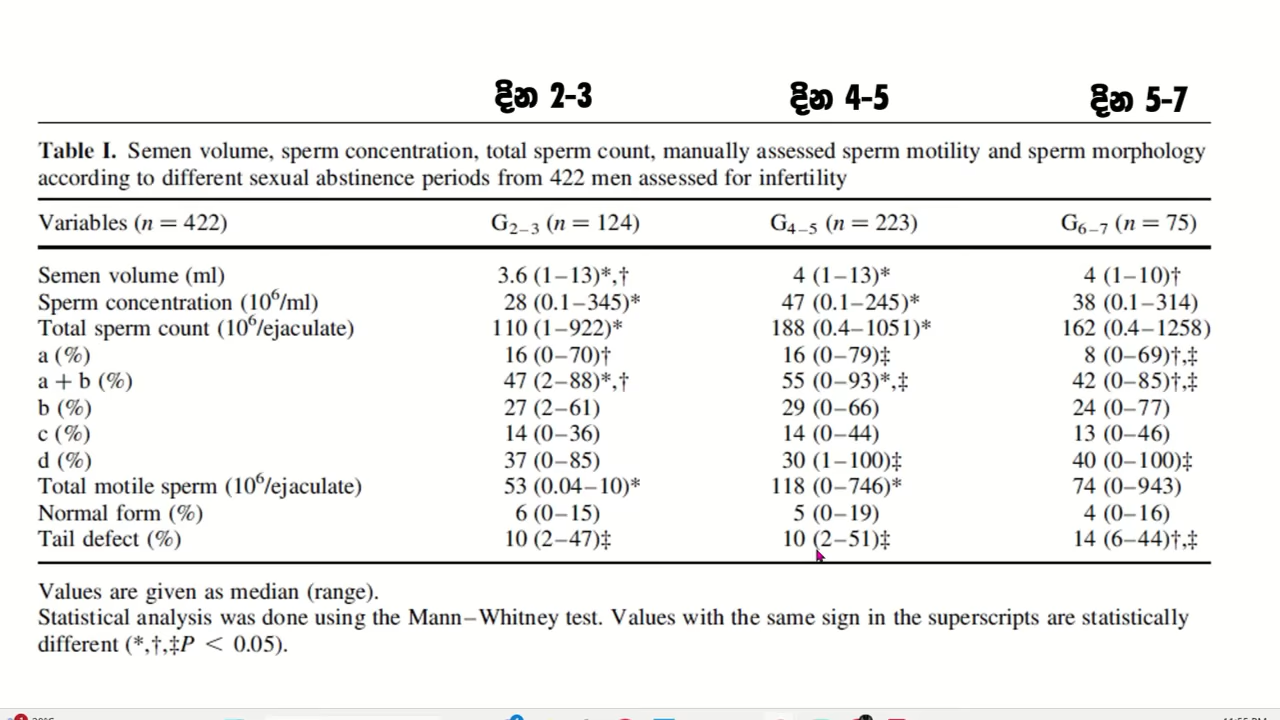 දින 2-3 දින 4-5 දින 5-7
Table I. Semen volume, sperm concentration, total sperm count, manually assessed sperm motility and sperm morphology
according to different sexual abstinence periods from 422 men assessed for infertility
Variables (n = 422) G2–3 (n = 124) G4–5 (n = 223) G6–7 (n = 75)
Semen volume (ml) 3.6 (1–13)*,† 4 (1–13)* 4 (1–10)†
Sperm concentration (10⁶/ml) 28 (0.1–345)* 47 (0.1–245)* 38 (0.1–314)
Total sperm count (10⁶/ejaculate) 110 (1–922)* 188 (0.4–1051)* 162 (0.4–1258)
a (%) 16 (0–70)† 16 (0–79)‡ 8 (0–69)†,‡
a + b (%) 47 (2–88)*,† 55 (0–93)*,‡ 42 (0–85)†,‡
b (%) 27 (2–61) 29 (0–66) 24 (0–77)
c (%) 14 (0–36) 14 (0–44) 13 (0–46)
d (%) 37 (0–85) 30 (1–100)‡ 40 (0–100)‡
Total motile sperm (10⁶/ejaculate) 53 (0.04–10)* 118 (0–746)* 74 (0–943)
Normal form (%) 6 (0–15) 5 (0–19) 4 (0–16)
Tail defect (%) 10 (2–47)‡ 10 (2–51)‡ 14 (6–44)†,‡
Values are given as median (range).
Statistical analysis was done using the Mann–Whitney test. Values with the same sign in the superscripts are statistically
different (*,†,‡P < 0.05).